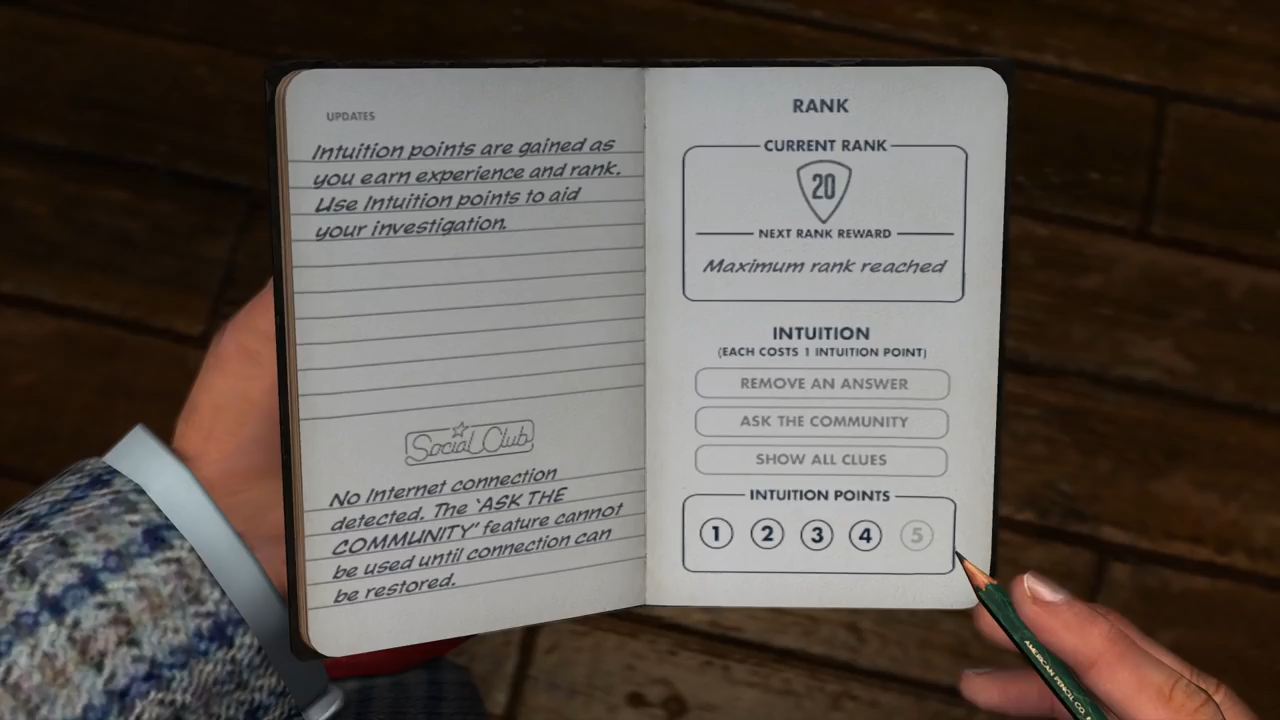 UPDATES
Intuition points are gained as
you earn experience and rank.
Use Intuition points to aid
your investigation.
Social Club
No Internet connection
detected. The 'ASK THE
COMMUNITY' feature cannot
be used until connection can
be restored.
RANK
CURRENT RANK
20
NEXT RANK REWARD
Maximum rank reached
INTUITION
(EACH COSTS 1 INTUITION POINT)
REMOVE AN ANSWER
ASK THE COMMUNITY
SHOW ALL CLUES
INTUITION POINTS
1 2 3 4 5
AMERICAN PENCIL CO.